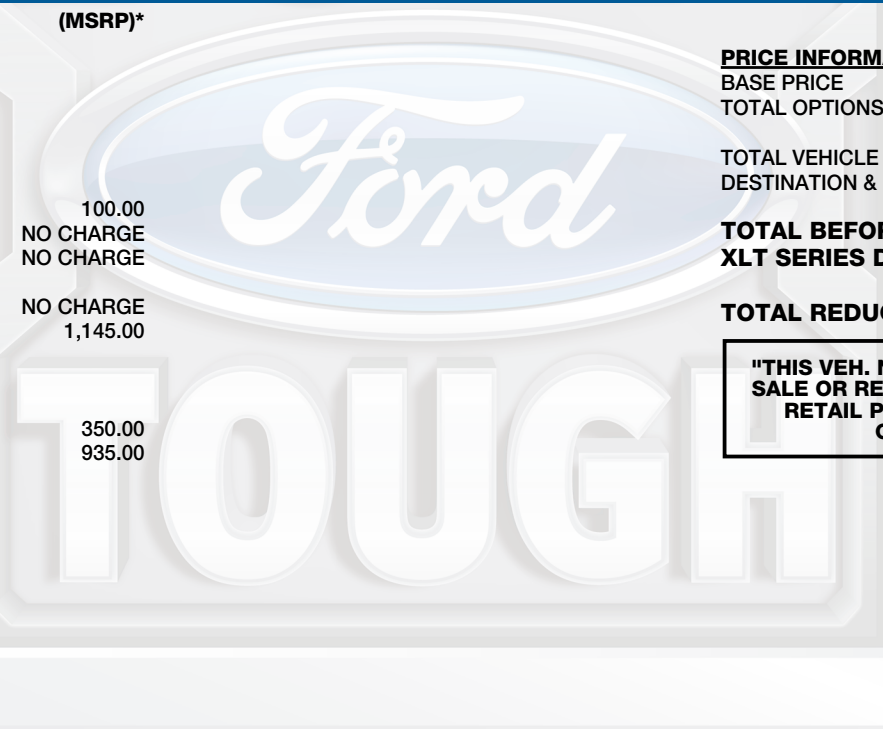 (MSRP)*
100.00
NO CHARGE
NO CHARGE
NO CHARGE
1,145.00
350.00
935.00
PRICE INFORM
BASE PRICE
TOTAL OPTIONS
TOTAL VEHICLE
DESTINATION &
TOTAL BEFO
XLT SERIES
TOTAL REDU
"THIS VEH.
SALE OR RE
RETAIL P
Ford
TOUGH